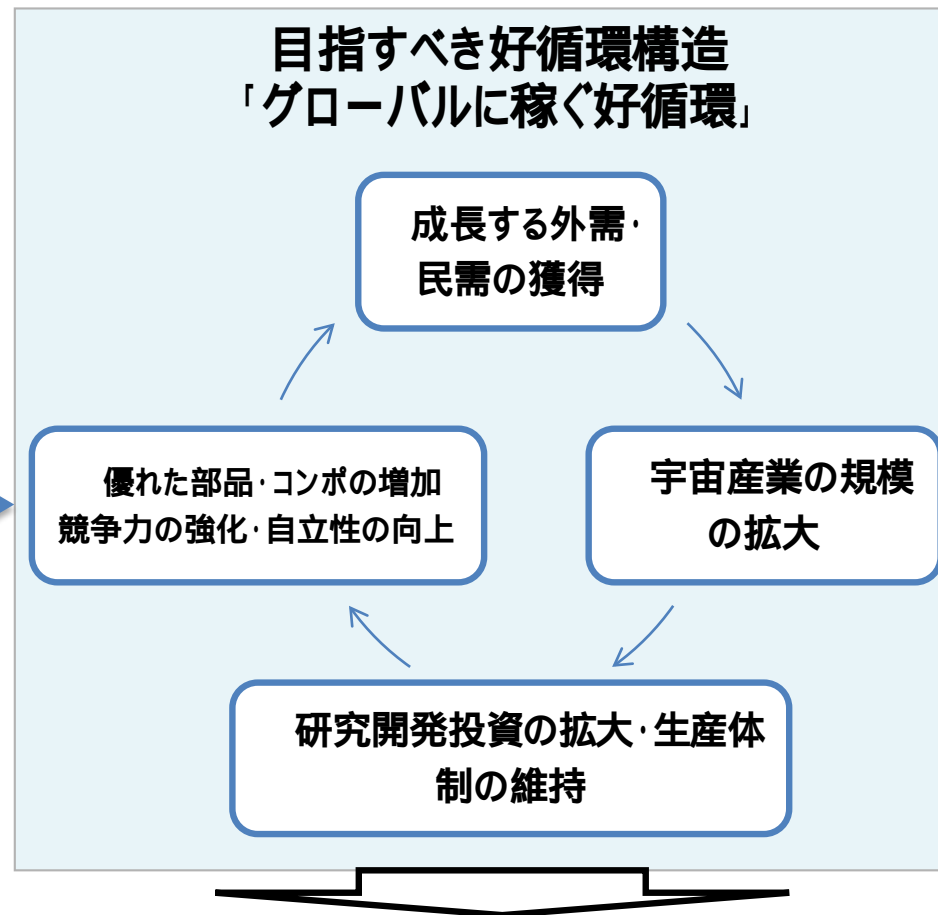 目指すべき好循環構造
「グローバルに稼ぐ好循環」
成長する外需・
民需の獲得
優れた部品・コンポの増加
競争力の強化・自立性の向上
宇宙産業の規模
の拡大
研究開発投資の拡大・生産体
制の維持